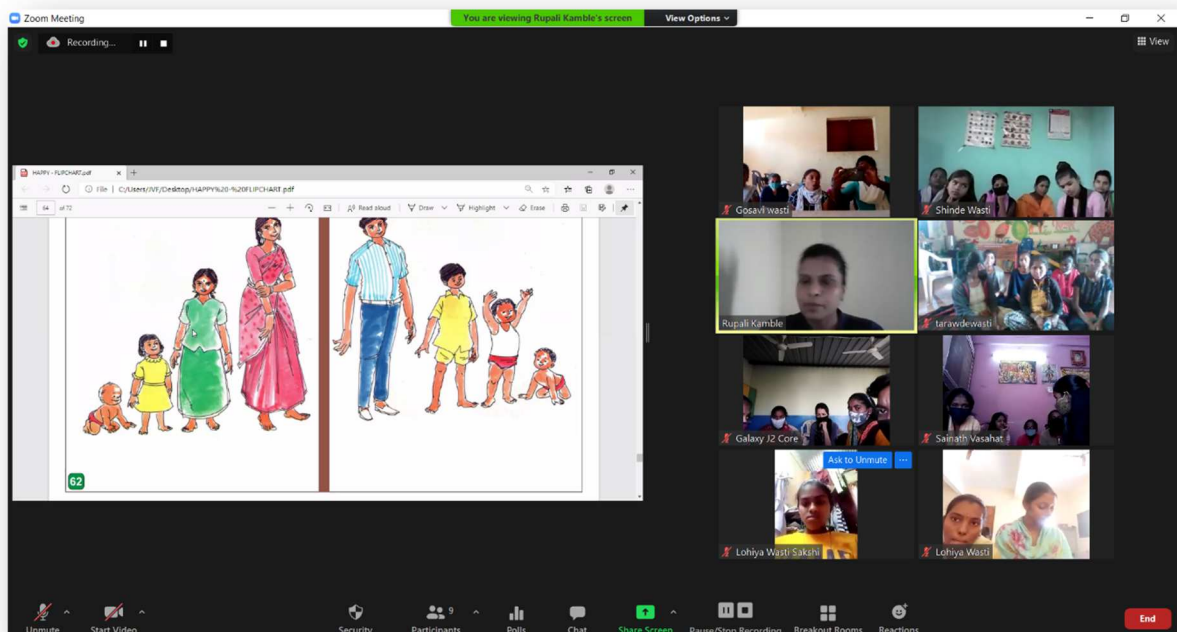 Zoom Meeting
You are viewing Rupali Kamble's screen View Options
Recording...
View
HAPPY - FLIPCHART.pdf
File C:/Users/JVF/Desktop/HAPPY%20-%20FLIPCHART.pdf
64 of 72 Read aloud Draw Highlight Erase
62
Gosavi wasti
Shinde Wasti
Rupali Kamble
tarawdewasti
Galaxy J2 Core
Sainath Vasahat
Ask to Unmute
Lohiya Wasti Sakshi
Lohiya Wasti
Unmute Start Video Security Participants 9 Polls Chat Share Screen Pause/Stop Recording Breakout Rooms Reactions End